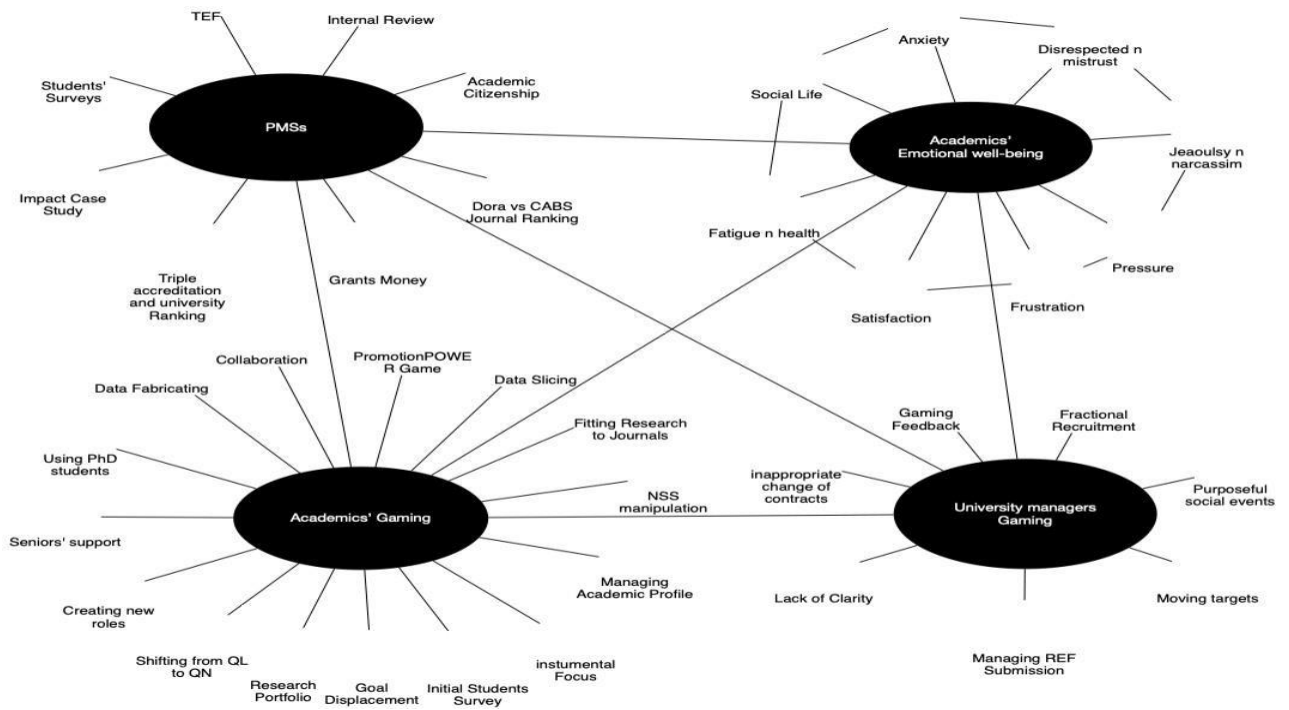 TEF
Internal Review
Students'
Surveys
Academic
Citizenship
PMSs
Impact Case
Study
Dora vs CABS
Journal Ranking
Triple
accreditation
and university
Ranking
Grants Money
Anxiety
Disrespected n
mistrust
Social Life
Academics'
Emotional well-being
Jeaoulsy n
narcassim
Fatigue n health
Pressure
Satisfaction
Frustration
Collaboration
PromotionPOWE
R Game
Data Fabricating
Data Slicing
Fitting Research
to Journals
Using PhD
students
NSS
manipulation
Academics' Gaming
Seniors' support
Managing
Academic Profile
Creating new
roles
Shifting from QL
to QN
Research
Portfolio
Goal
Displacement
Initial Students
Survey
instumental
Focus
Gaming
Feedback
Fractional
Recruitment
inappropriate
change of
contracts
Purposeful
social events
University managers
Gaming
Lack of Clarity
Moving targets
Managing REF
Submission